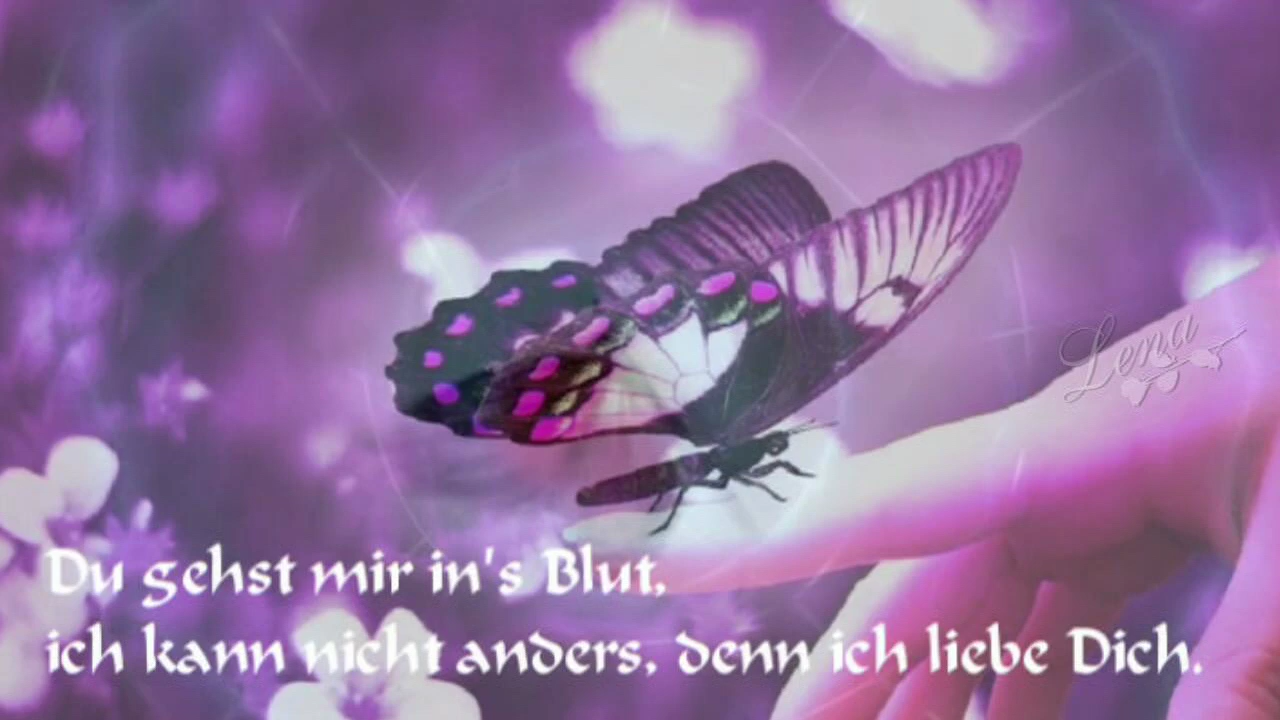 Lena
Du gehst mir in's Blut,
ich kann nicht anders, denn ich liebe Dich.